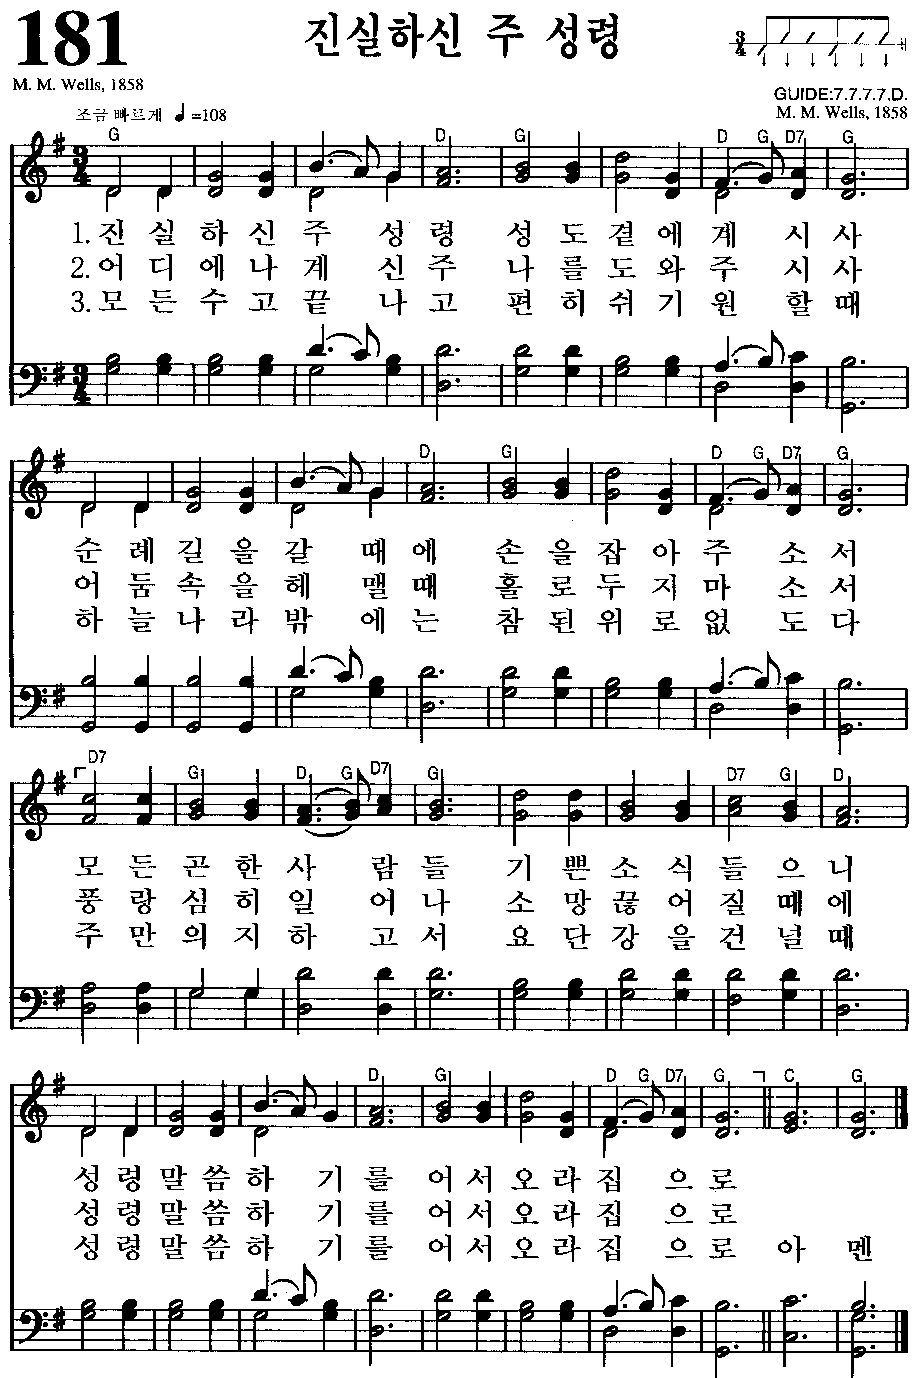 181
진실하신 주 성령
3/4
M. M. Wells, 1858
GUIDE:7.7.7.7.D.
M. M. Wells, 1858
조금 빠르게 ♩=108
G D G D7 D G D7 G
1. 진 실 하 신 주 성 령 성 도 곁 에 계 시 사
2. 어 디 에 나 계 신 주 나 를 도 와 주 시 사
3. 모 든 수 고 끝 나 고 편 히 쉬 기 원 할 때
D G D G D7 G
순 례 길 을 갈 때 에 손 을 잡 아 주 소 서
어 둠 속 을 헤 맬 때 홀 로 두 지 마 소 서
하 늘 나 라 밖 에 는 참 된 위 로 없 도 다
D7 G D G D7 G D7 G D
모 든 곤 한 사 람 들 기 쁜 소 식 들 으 니
풍 랑 심 히 일 어 나 소 망 끊 어 질 때 에
주 만 의 지 하 고 서 요 단 강 을 건 널 때
D G D G D7 G C G
성 령 말 씀 하 기 를 어 서 오 라 집 으 로
성 령 말 씀 하 기 를 어 서 오 라 집 으 로
성 령 말 씀 하 기 를 어 서 오 라 집 으 로 아 멘